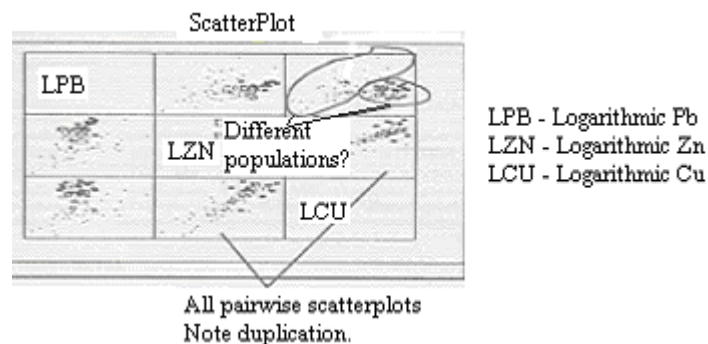 ScatterPlot
LPB
Different
LZN
populations?
LCU
LPB - Logarithmic Pb
LZN - Logarithmic Zn
LCU - Logarithmic Cu
All pairwise scatterplots
Note duplication.